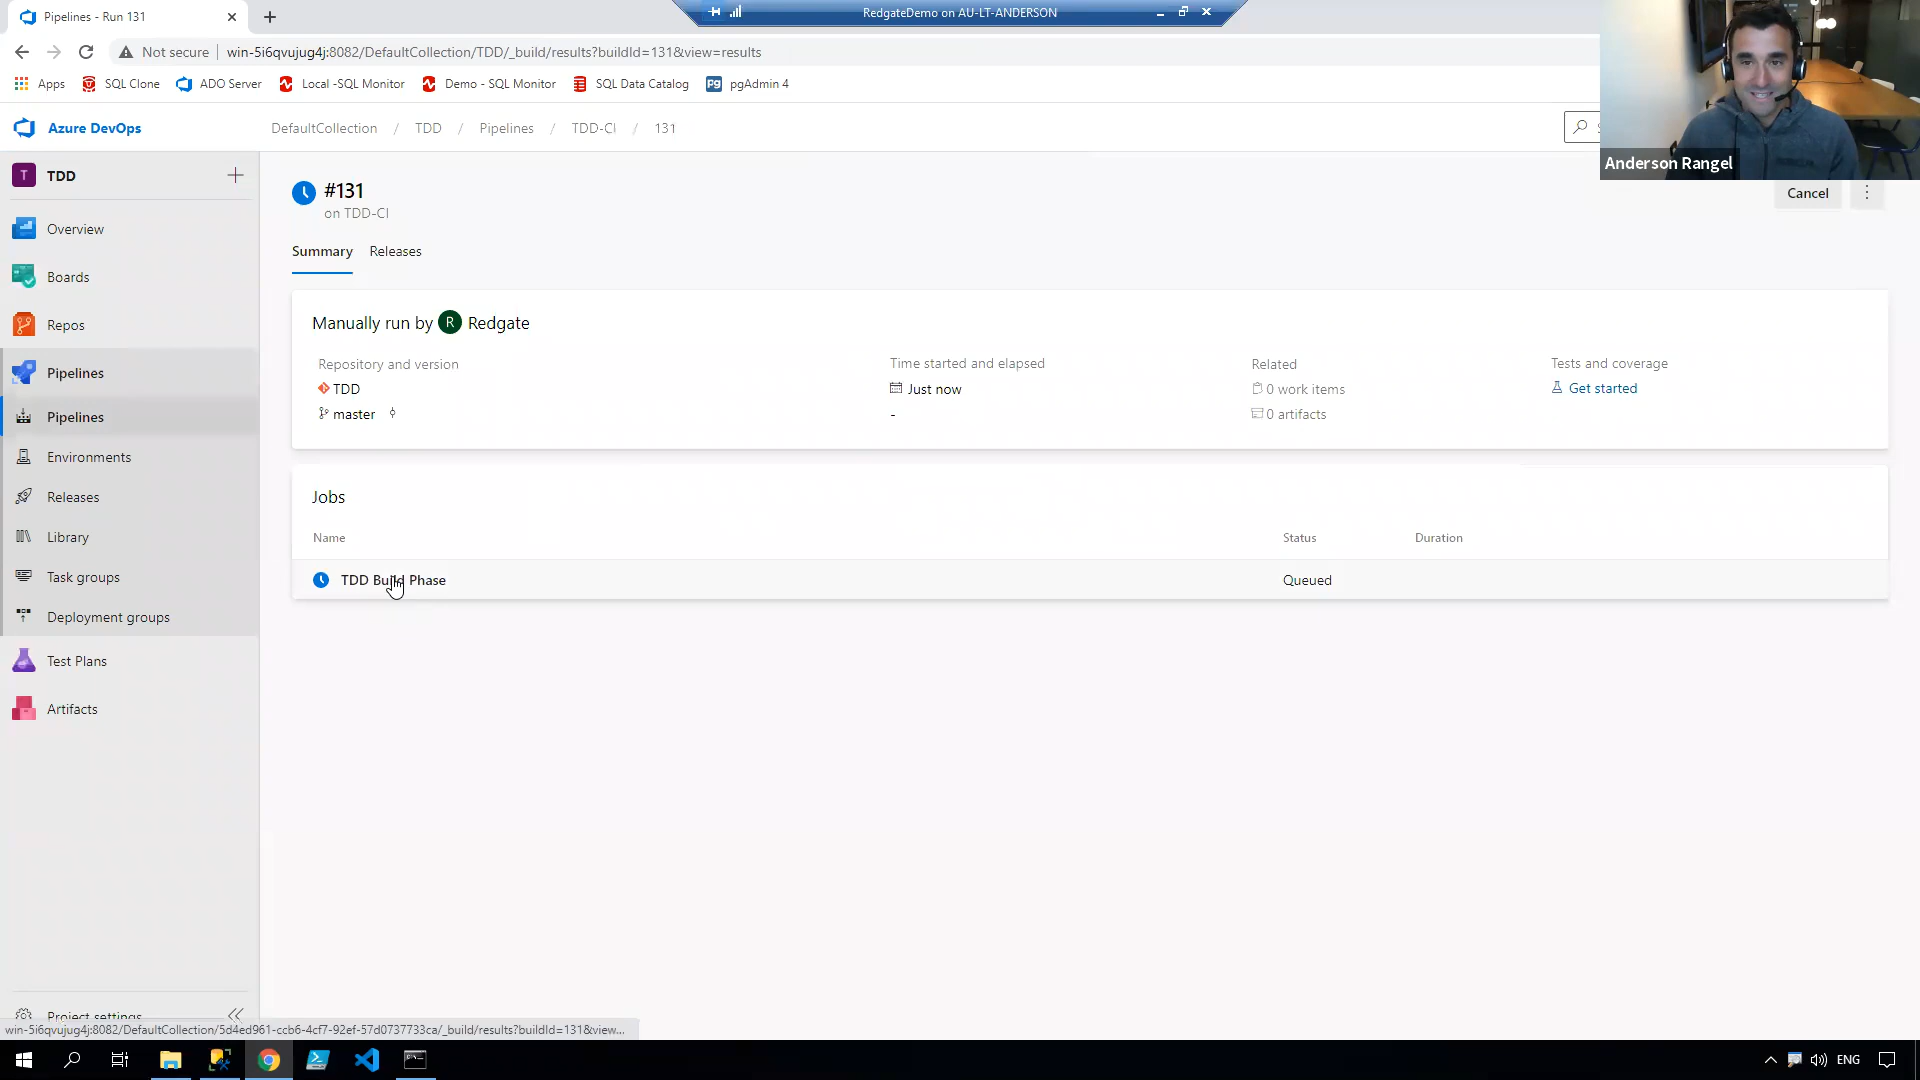 Pipelines - Run 131
RedgateDemo on AU-LT-ANDERSON
Not secure
win-5i6qvujug4j:8082/DefaultCollection/TDD/_build/results?buildId=131&view=results
Apps
SQL Clone
ADO Server
Local -SQL Monitor
Demo - SQL Monitor
SQL Data Catalog
pg
pgAdmin 4
Azure DevOps
DefaultCollection / TDD / Pipelines / TDD-CI / 131
Anderson Rangel
T
TDD
#131
on TDD-CI
Cancel
Summary
Releases
Overview
Boards
Repos
Pipelines
Pipelines
Environments
Releases
Library
Task groups
Deployment groups
Test Plans
Artifacts
Project settings
Manually run by R Redgate
Repository and version
Time started and elapsed
Related
Tests and coverage
TDD
Just now
0 work items
Get started
master
-
0 artifacts
Jobs
Name
Status
Duration
TDD Build Phase
Queued
win-5i6qvujug4j:8082/DefaultCollection/5d4ed961-ccb6-4cf7-92ef-57d0737733ca/_build/results?buildId=131&view...
ENG